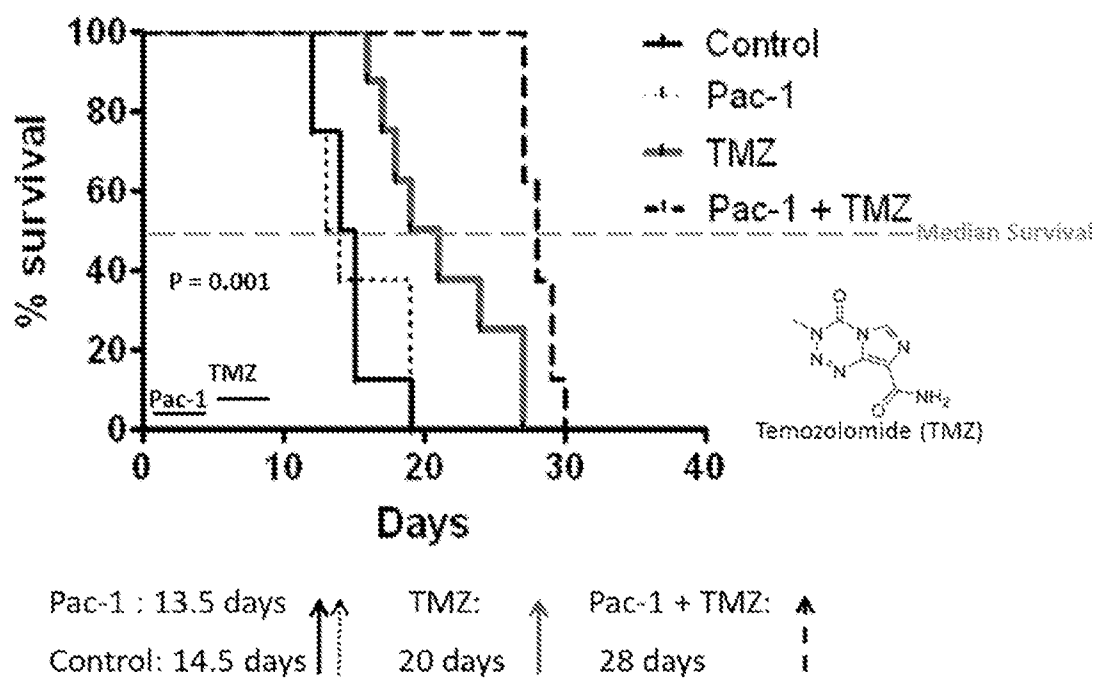 100
80
60
40
20
0
% survival
0 10 20 30 40
Days
Control
Pac-1
TMZ
Pac-1 + TMZ
Median Survival
P = 0.001
TMZ
Pac-1
O
N
N
N
N
N
N
O
NH2
Temozolomide (TMZ)
Pac-1 : 13.5 days
TMZ:
Pac-1 + TMZ:
Control: 14.5 days
20 days
28 days